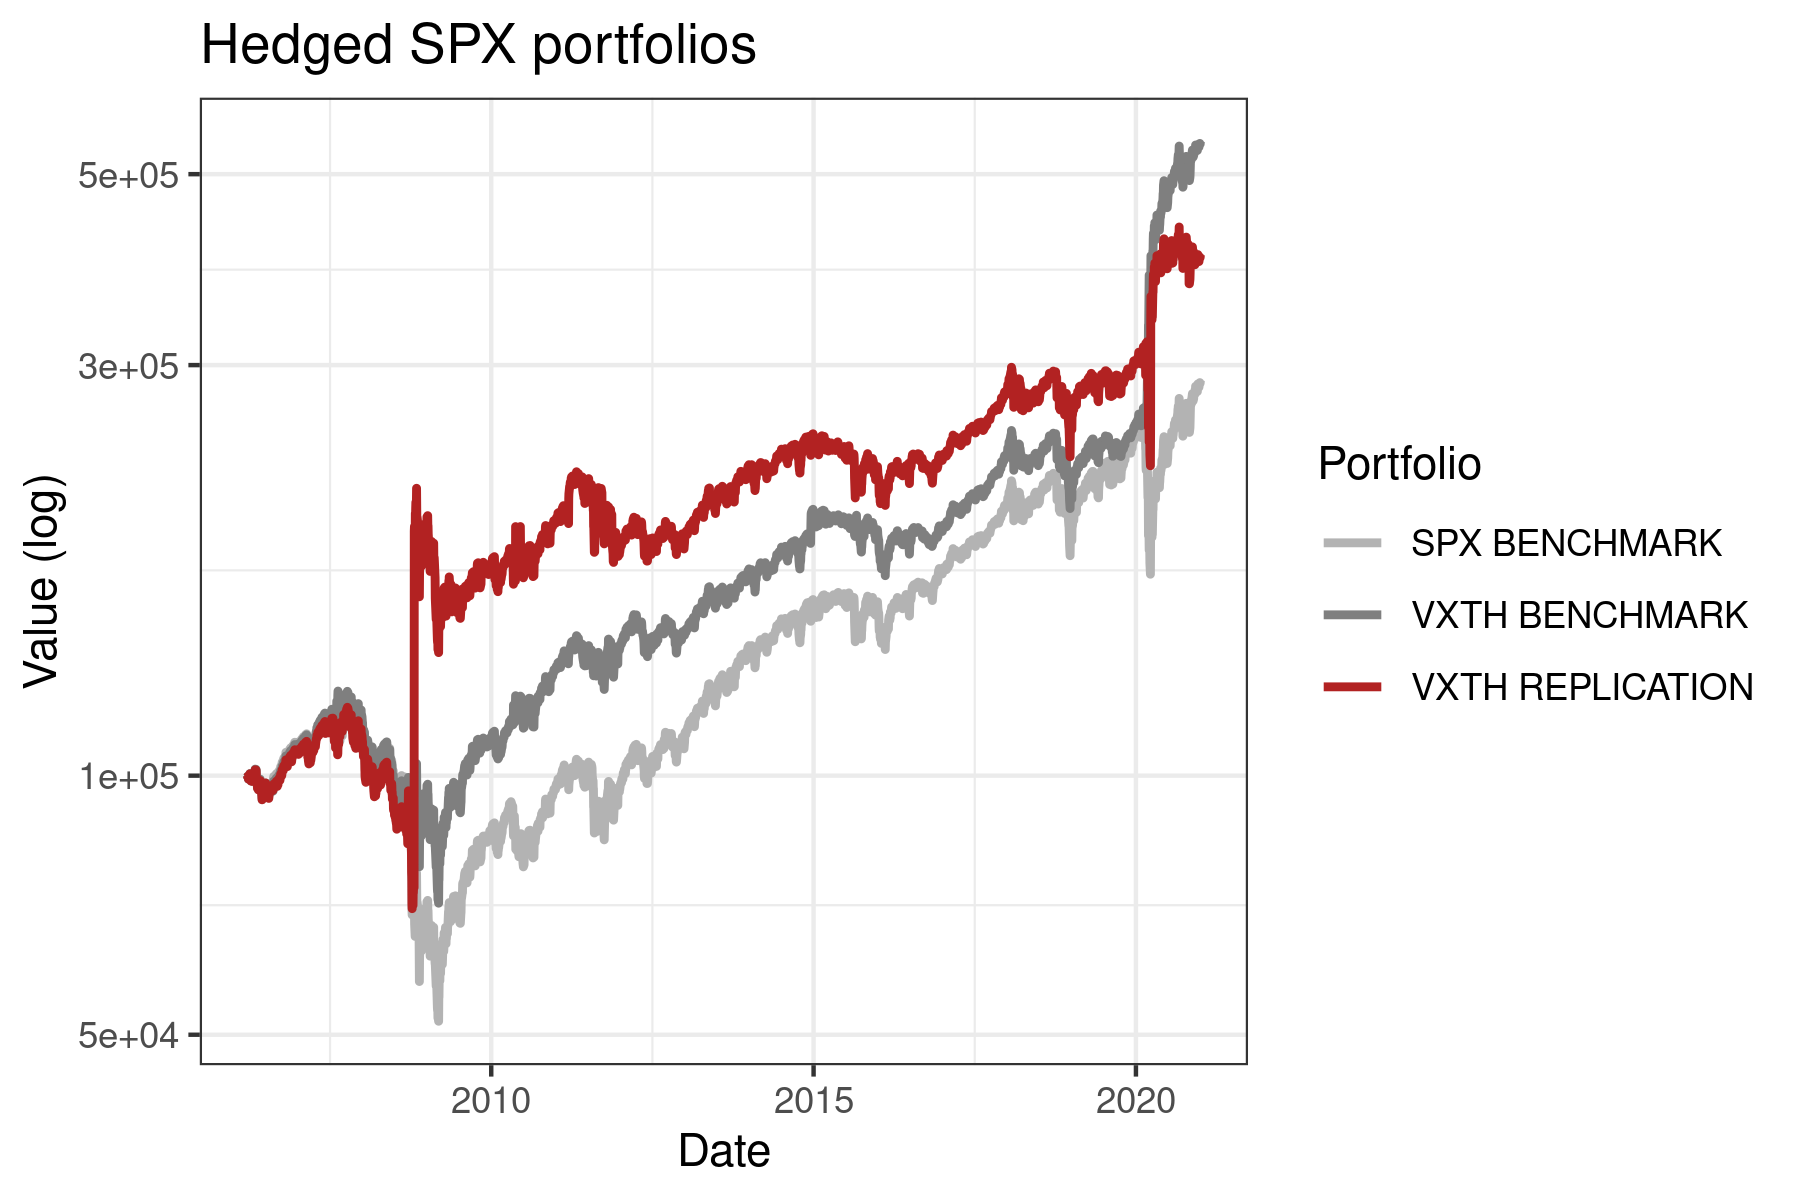 Hedged SPX portfolios
5e+05
3e+05
1e+05
5e+04
Value (log)
2010 2015 2020
Date
Portfolio
SPX BENCHMARK
VXTH BENCHMARK
VXTH REPLICATION